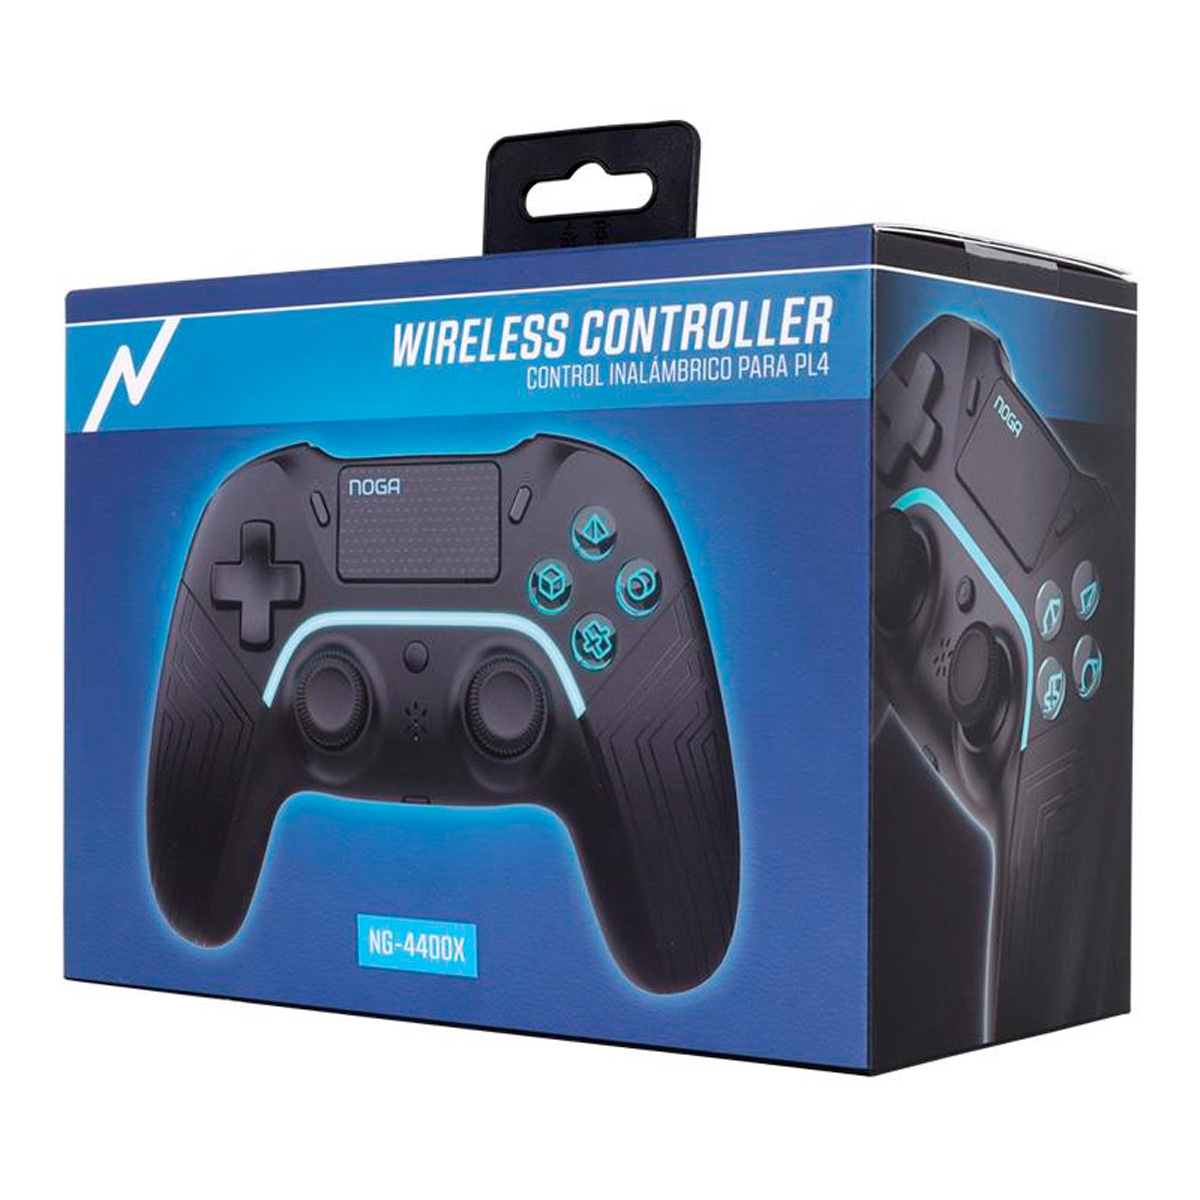 WIRELESS CONTROLLER
CONTROL INALÁMBRICO PARA PL4
NOGA
NG-4400X
NOGA